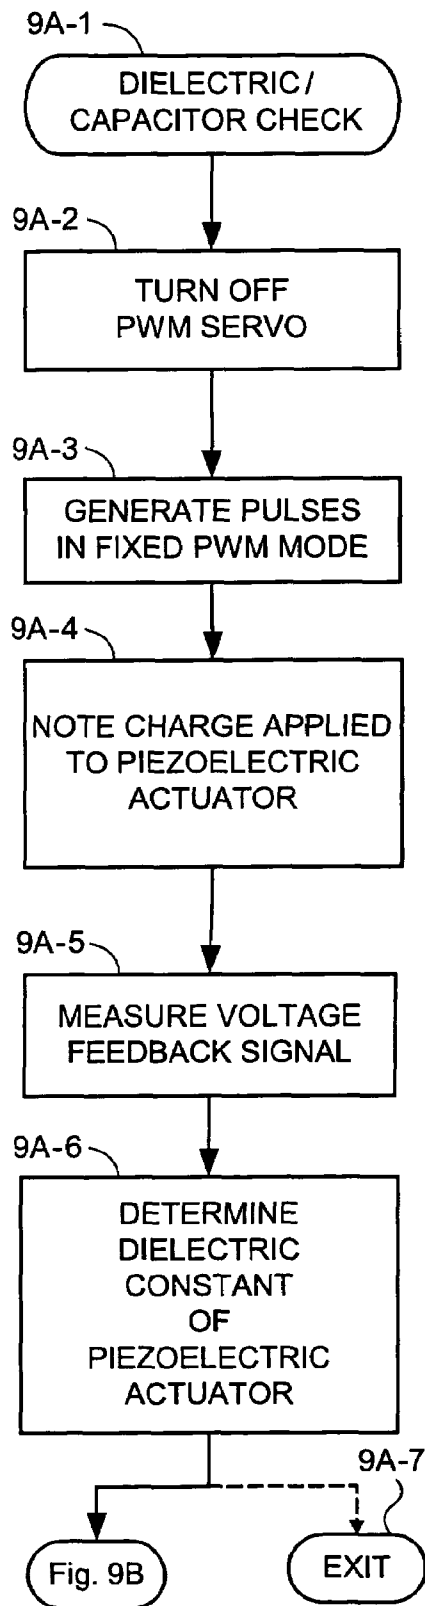 9A-1
DIELECTRIC /
CAPACITOR CHECK
9A-2
TURN OFF
PWM SERVO
9A-3
GENERATE PULSES
IN FIXED PWM MODE
9A-4
NOTE CHARGE APPLIED
TO PIEZOELECTRIC
ACTUATOR
9A-5
MEASURE VOLTAGE
FEEDBACK SIGNAL
9A-6
DETERMINE
DIELECTRIC
CONSTANT
OF
PIEZOELECTRIC
ACTUATOR
9A-7
Fig. 9B
EXIT